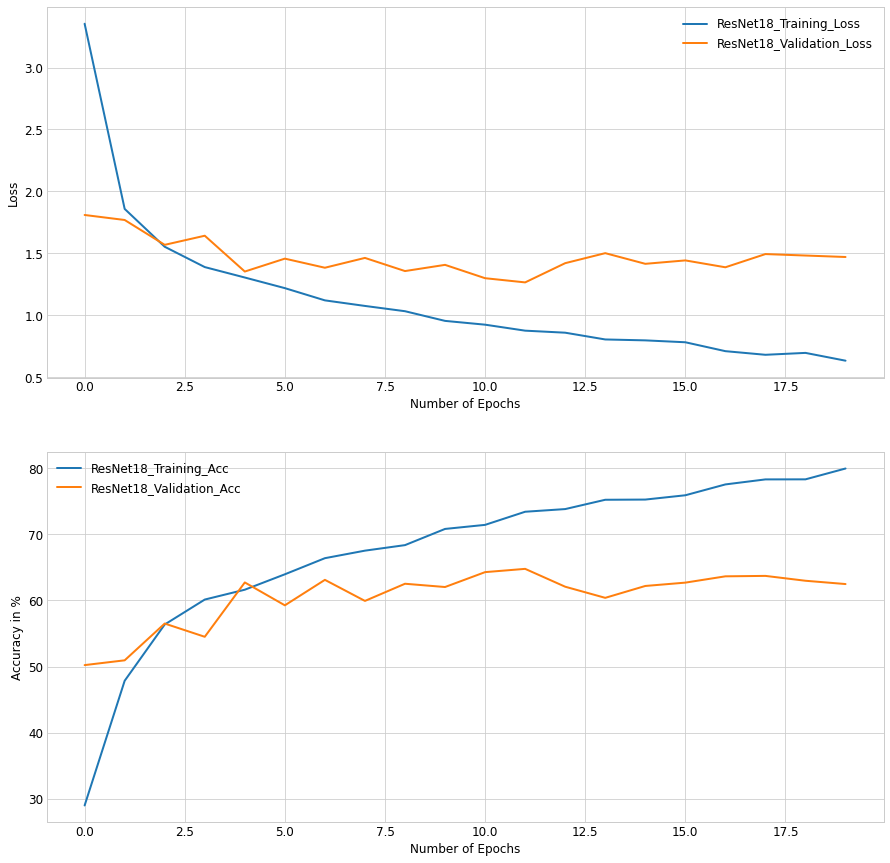 ResNet18_Training_Loss
ResNet18_Validation_Loss
3.0
2.5
2.0
1.5
1.0
0.5
Loss
0.0 2.5 5.0 7.5 10.0 12.5 15.0 17.5
Number of Epochs
ResNet18_Training_Acc
ResNet18_Validation_Acc
80
70
60
50
40
30
Accuracy in %
0.0 2.5 5.0 7.5 10.0 12.5 15.0 17.5
Number of Epochs